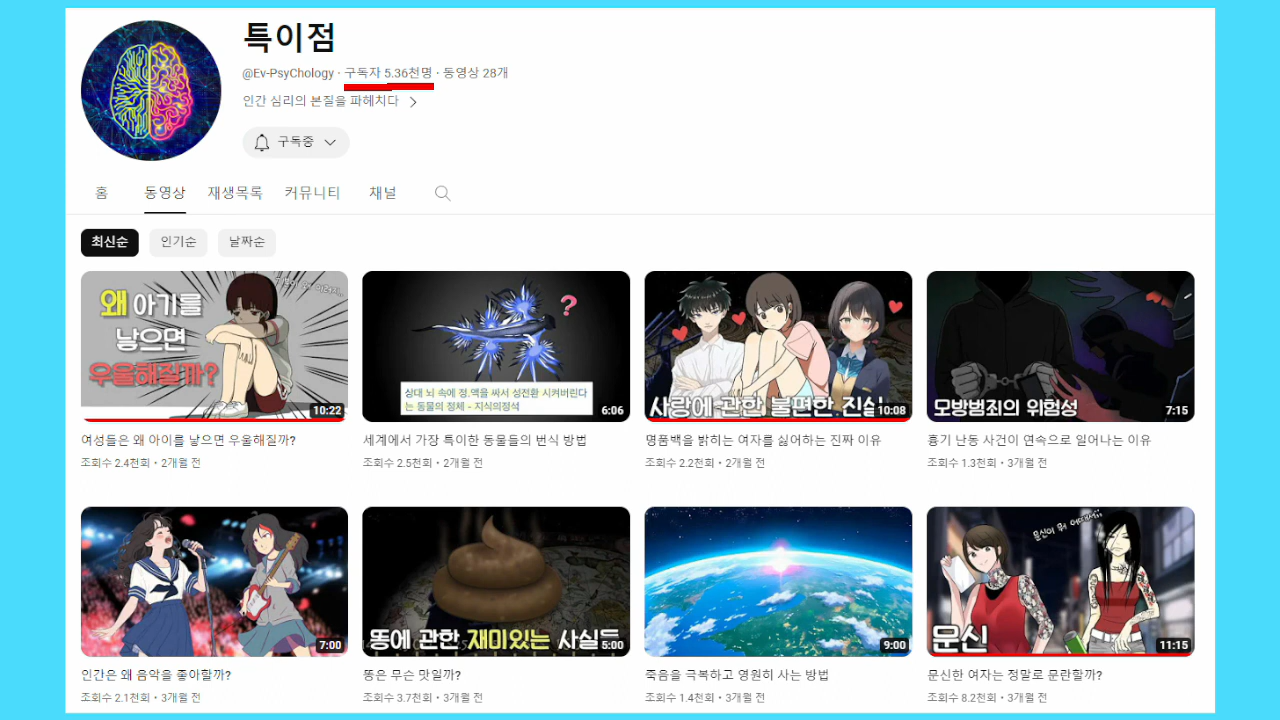 특이점
@Ev-PsyChology · 구독자 5.36천명 · 동영상 28개
인간 심리의 본질을 파헤치다
구독중
홈 동영상 재생목록 커뮤니티 채널
최신순 인기순 날짜순
왜 아기를
낳으면
우울해질까?
10:22
?
상대 뇌 속에 정.액을 싸서 성전환 시켜버린다
는 동물의 정체 - 지식의정석
6:06
사랑에 관한 불편한 진실
10:08
모방범죄의 위험성
7:15
여성들은 왜 아이를 낳으면 우울해질까?
조회수 2.4천회 • 2개월 전
세계에서 가장 특이한 동물들의 번식 방법
조회수 2.5천회 • 2개월 전
명품백을 밝히는 여자를 싫어하는 진짜 이유
조회수 2.2천회 • 2개월 전
흉기 난동 사건이 연속으로 일어나는 이유
조회수 1.3천회 • 3개월 전
7:00
똥에 관한 재미있는 사실들
5:00
9:00
문신이 뭐 어때서;;
문신
11:15
인간은 왜 음악을 좋아할까?
조회수 2.1천회 • 3개월 전
똥은 무슨 맛일까?
조회수 3.7천회 • 3개월 전
죽음을 극복하고 영원히 사는 방법
조회수 1.4천회 • 3개월 전
문신한 여자는 정말로 문란할까?
조회수 8.2천회 • 3개월 전